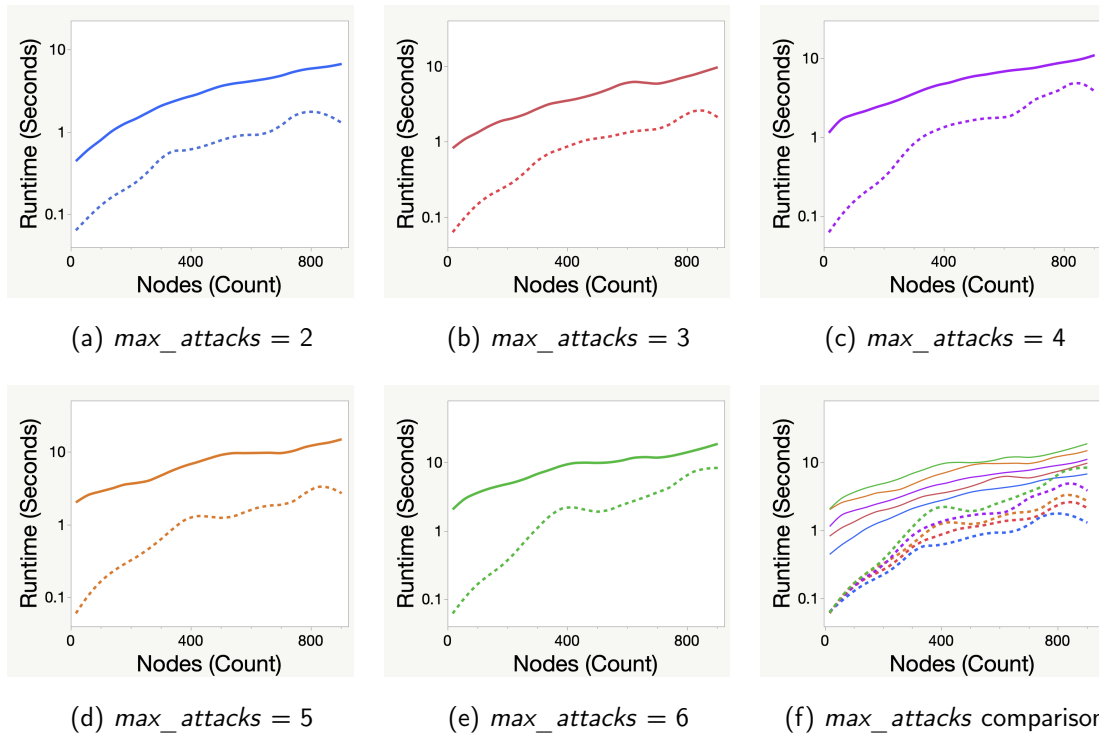 Runtime (Seconds)
10
1
0.1
0
400
800
Nodes (Count)
(a) max_attacks = 2
Runtime (Seconds)
10
1
0.1
0
400
800
Nodes (Count)
(b) max_attacks = 3
Runtime (Seconds)
10
1
0.1
0
400
800
Nodes (Count)
(c) max_attacks = 4
Runtime (Seconds)
10
1
0.1
0
400
800
Nodes (Count)
(d) max_attacks = 5
Runtime (Seconds)
10
1
0.1
0
400
800
Nodes (Count)
(e) max_attacks = 6
Runtime (Seconds)
10
1
0.1
0
400
800
Nodes (Count)
(f) max_attacks comparison